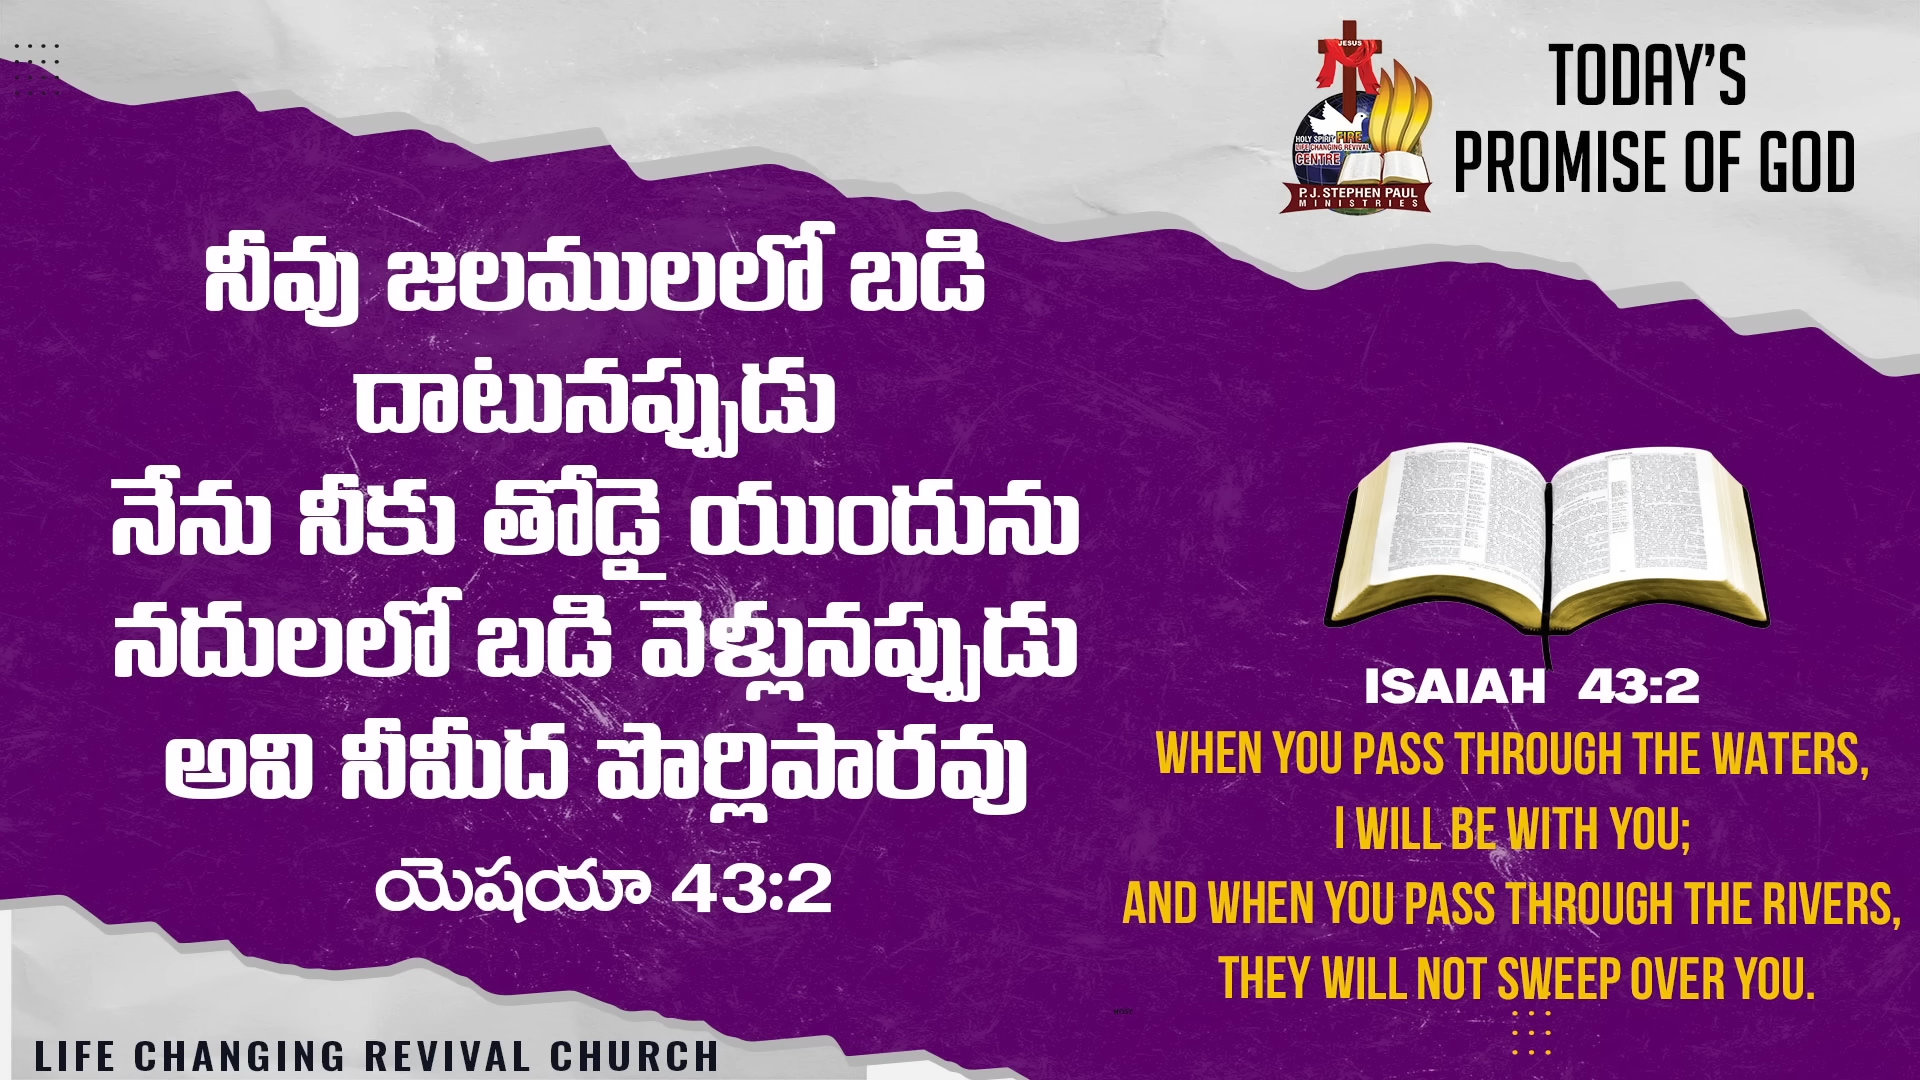 JESUS
HOLY SPIRIT FIRE
LIFE CHANGING REVIVAL
CENTRE
P.J. STEPHEN PAUL
MINISTRIES
TODAY'S
PROMISE OF GOD
నీవు జలములలో బడి
దాటునప్పుడు
నేను నీకు తోడై యుందును
నదులలో బడి వెళ్లునప్పుడు
అవి నీమీద పొర్లిపారవు
యెషయా 43:2
ISAIAH 43:2
WHEN YOU PASS THROUGH THE WATERS,
I WILL BE WITH YOU;
AND WHEN YOU PASS THROUGH THE RIVERS,
THEY WILL NOT SWEEP OVER YOU.
LIFE CHANGING REVIVAL CHURCH